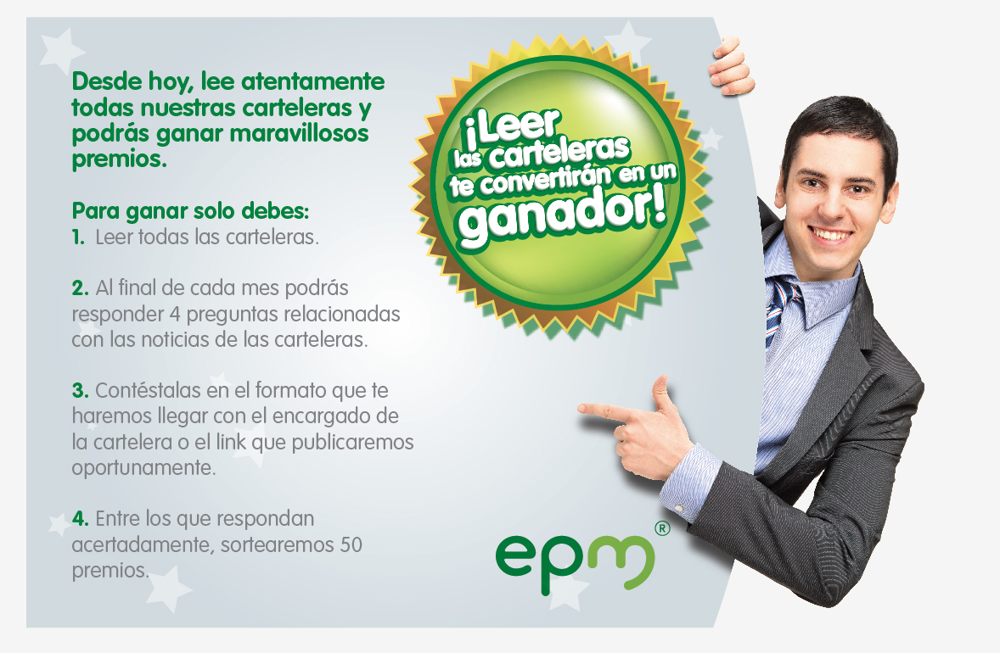 Desde hoy, lee atentamente
todas nuestras carteleras y
podrás ganar maravillosos
premios.
Para ganar solo debes:
1. Leer todas las carteleras.
2. Al final de cada mes podrás
responder 4 preguntas relacionadas
con las noticias de las carteleras.
3. Contéstalas en el formato que te
haremos llegar con el encargado de
la cartelera o el link que publicaremos
oportunamente.
4. Entre los que respondan
acertadamente, sortearemos 50
premios.
¡Leer
las carteleras
te convertirán en un
ganador!
epm®